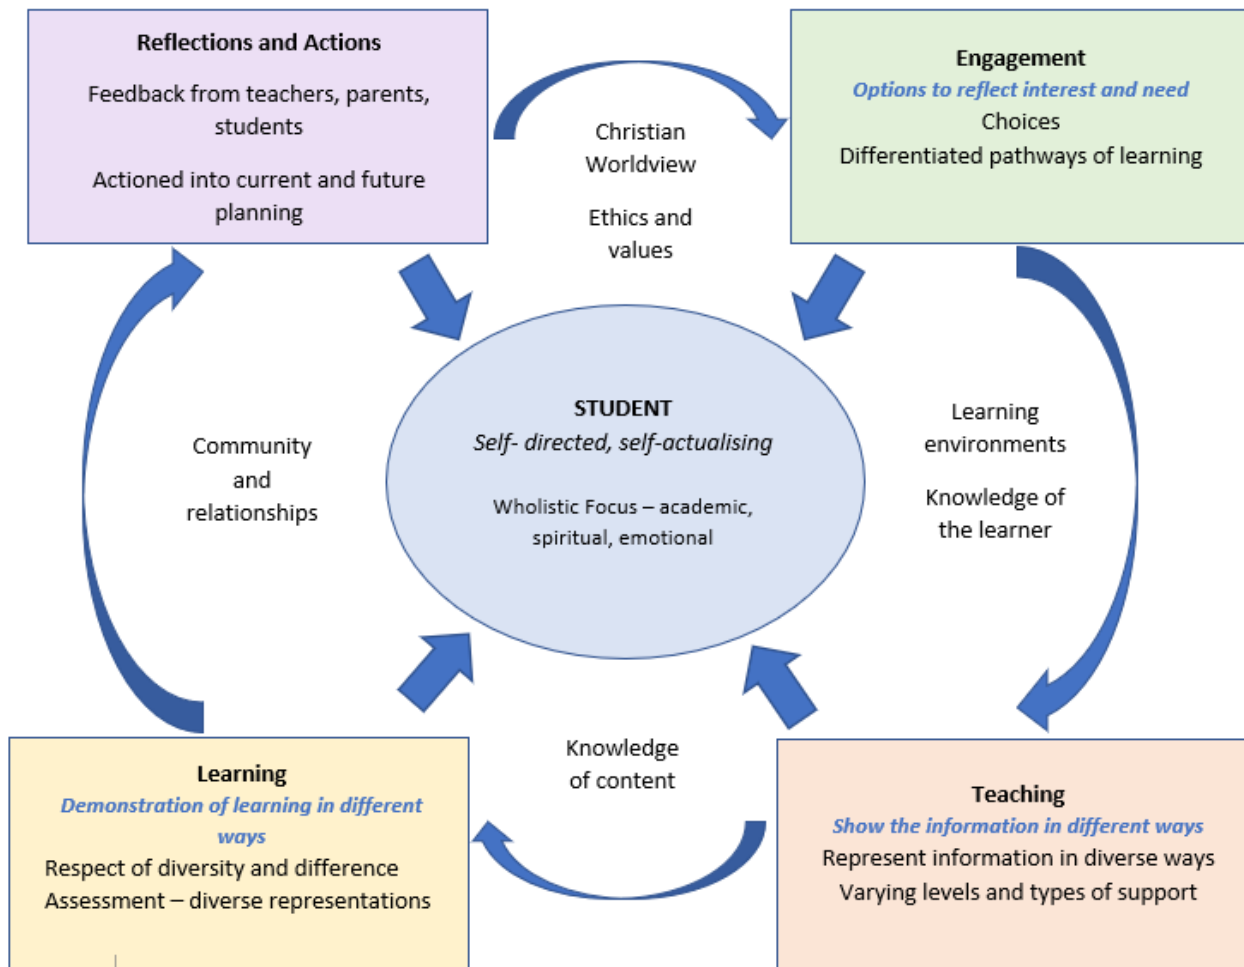 Reflections and Actions
Feedback from teachers, parents,
students
Actioned into current and future
planning
Christian
Worldview
Ethics and
values
Engagement
Options to reflect interest and need
Choices
Differentiated pathways of learning
Community
and
relationships
STUDENT
Self- directed, self-actualising
Wholistic Focus – academic,
spiritual, emotional
Learning
environments
Knowledge of
the learner
Learning
Demonstration of learning in different
ways
Respect of diversity and difference
Assessment – diverse representations
Knowledge
of content
Teaching
Show the information in different ways
Represent information in diverse ways
Varying levels and types of support